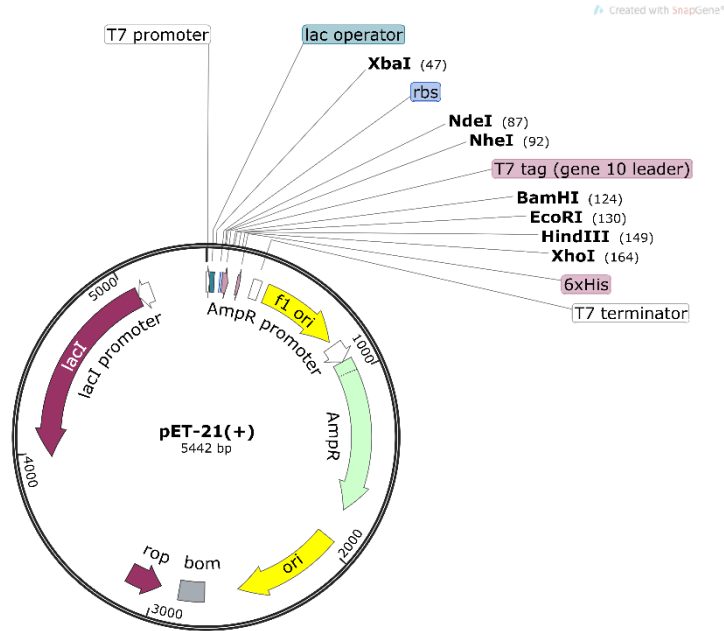 Created with SnapGene®
T7 promoter
lac operator
XbaI (47)
rbs
NdeI (87)
NheI (92)
T7 tag (gene 10 leader)
BamHI (124)
EcoRI (130)
HindIII (149)
XhoI (164)
6xHis
T7 terminator
5000
f1 ori
AmpR promoter
1000
lacI
lacI promoter
AmpR
pET-21(+)
5442 bp
4000
2000
ori
rop
bom
3000